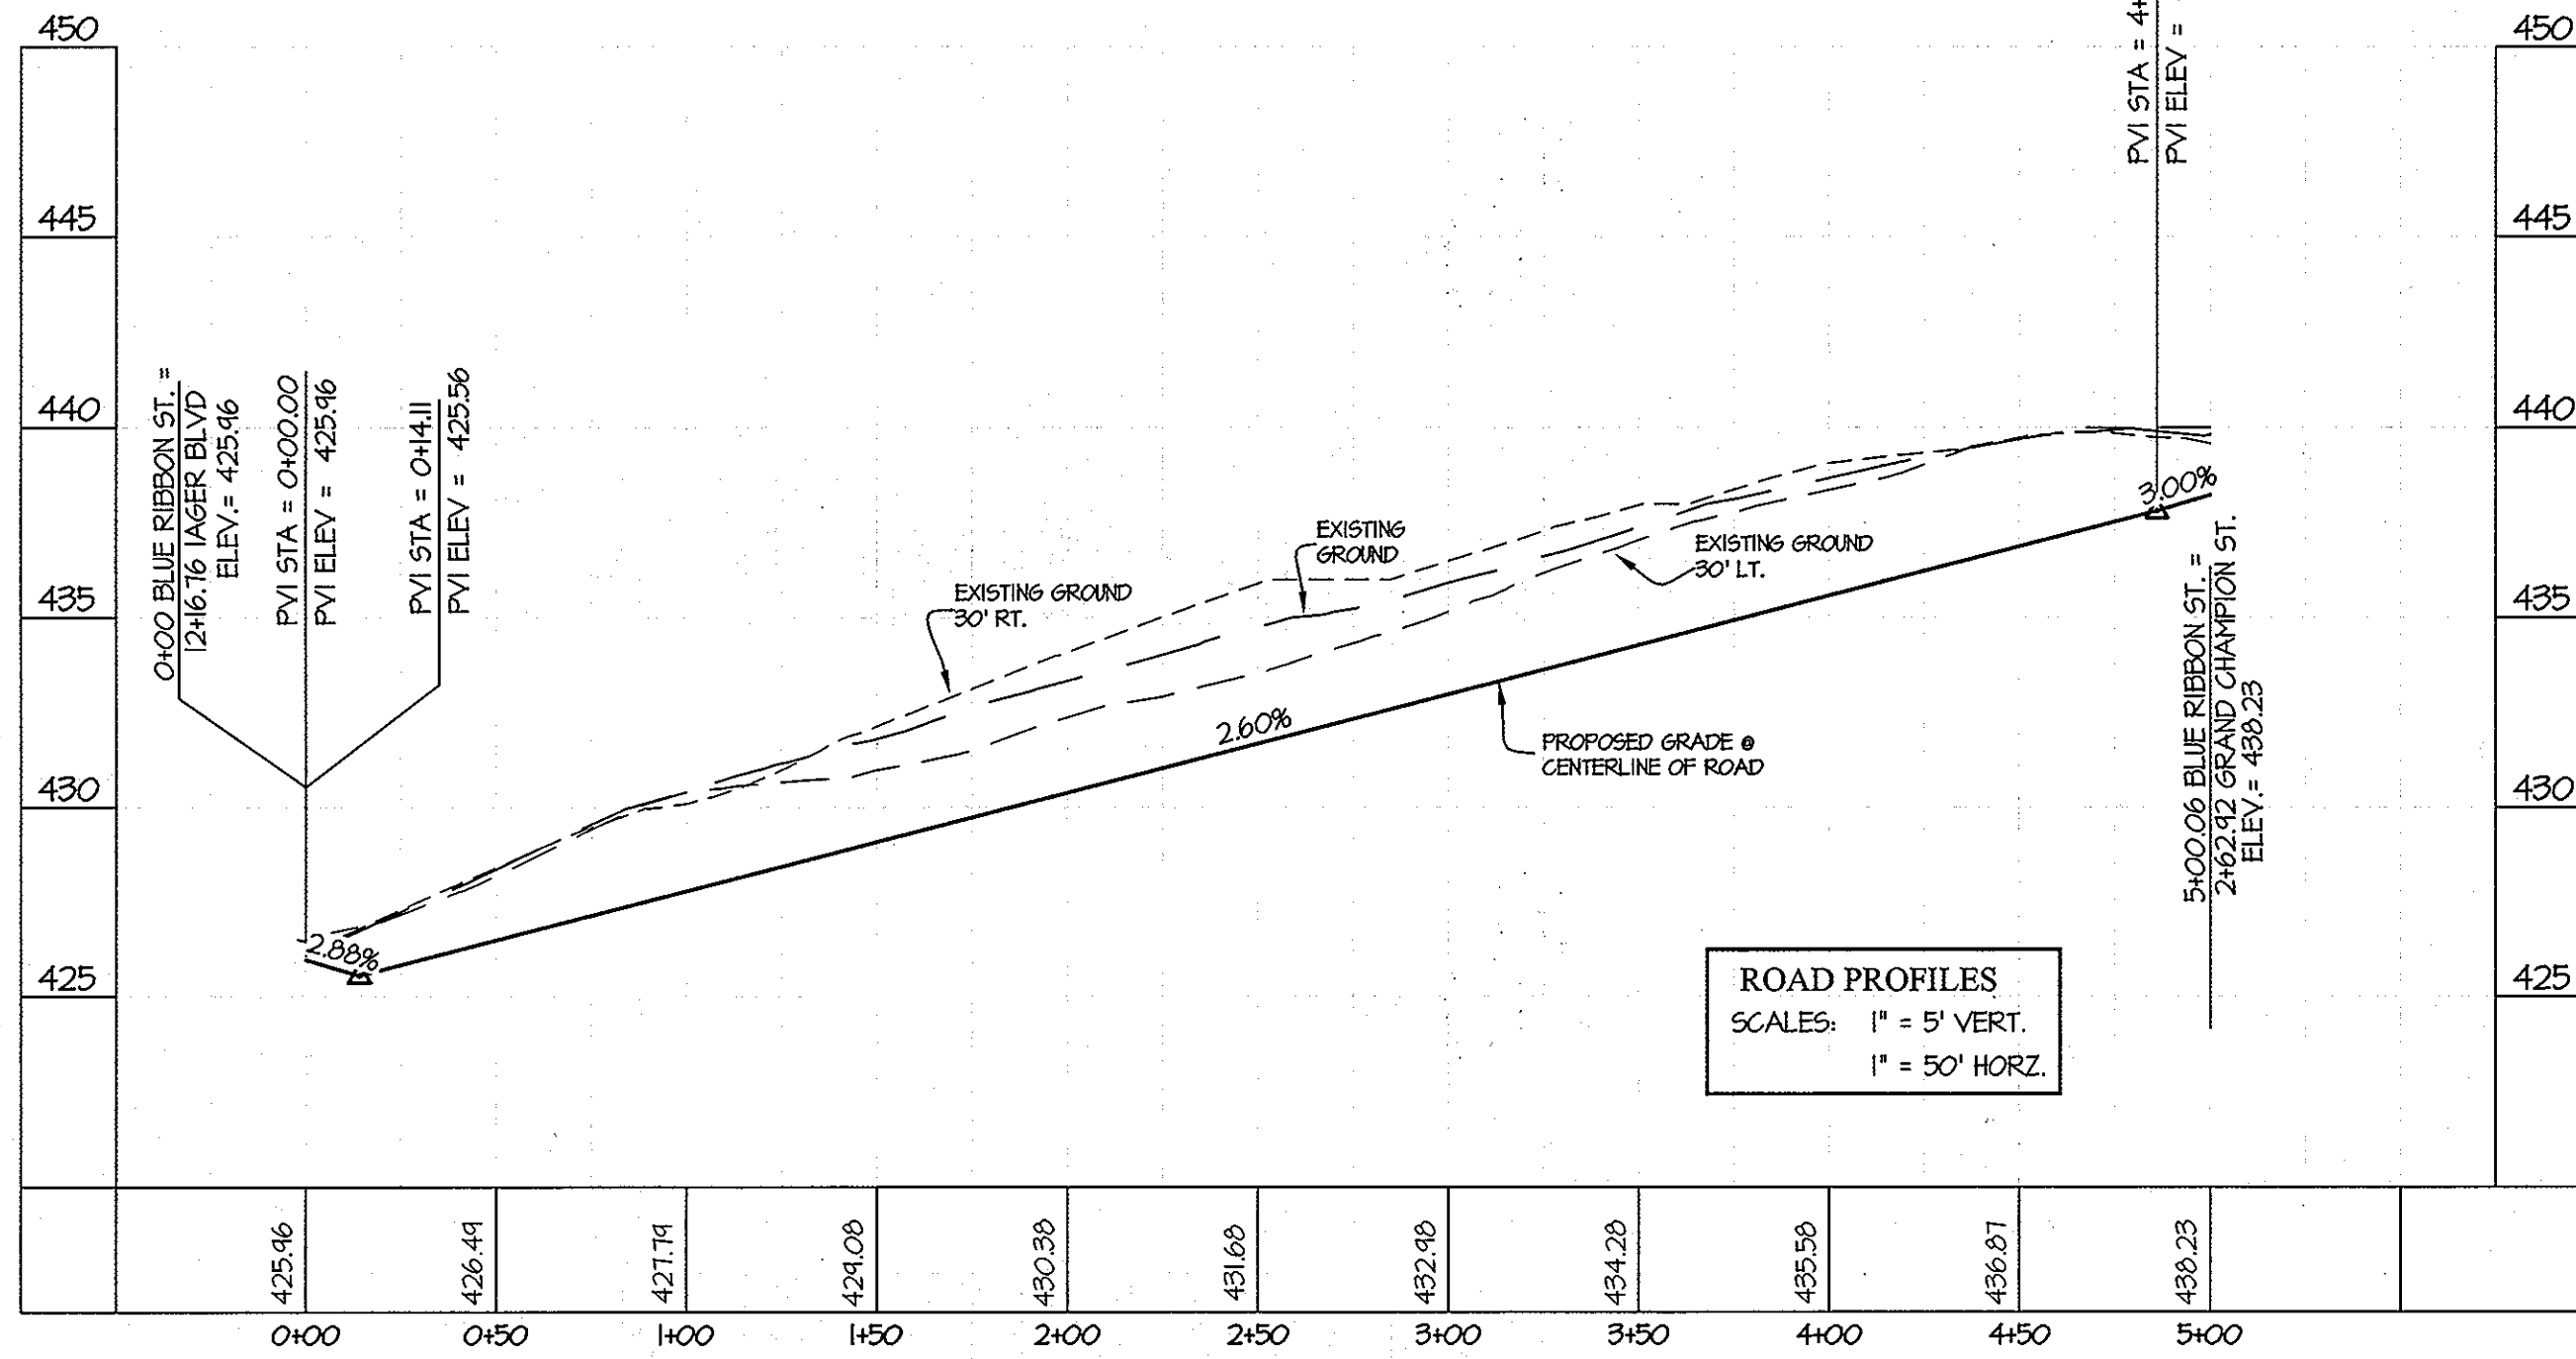 450
450
445
445
440
440
435
435
430
430
425
425
0+00 BLUE RIBBON ST. =
12+16.76 IAGER BLVD
ELEV.= 425.96
PVI STA = 0+00.00
PVI ELEV = 425.96
PVI STA = 0+14.11
PVI ELEV = 425.56
PVI STA = 4+
PVI ELEV =
EXISTING GROUND
30' RT.
EXISTING
GROUND
EXISTING GROUND
30' LT.
PROPOSED GRADE @
CENTERLINE OF ROAD
2.88%
2.60%
3.00%
5+00.06 BLUE RIBBON ST. =
2+62.92 GRAND CHAMPION ST.
ELEV.= 438.23
ROAD PROFILES
SCALES: 1" = 5' VERT.
1" = 50' HORZ.
425.96 426.49 427.79 429.08 430.38 431.68 432.98 434.28 435.58 436.87 438.23
0+00 0+50 1+00 1+50 2+00 2+50 3+00 3+50 4+00 4+50 5+00